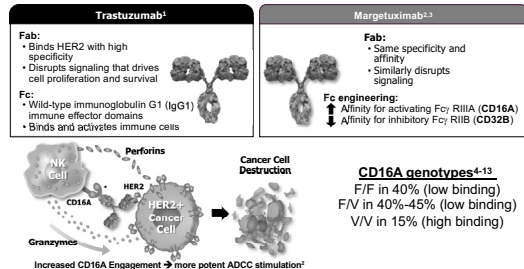 Trastuzumab1
Fab:
• Binds HER2 with high
specificity
• Disrupts signaling that drives
cell proliferation and survival
Fc:
• Wild-type immunoglobulin G1 (IgG1)
immune effector domains
• Binds and activates immune cells
Margetuximab2,3
Fab:
• Same specificity and
affinity
• Similarly disrupts
signaling
Fc engineering:
Affinity for activating Fcγ RIIIA (CD16A)
Affinity for inhibitory Fcγ RIIB (CD32B)
NK
Cell
Perforins
CD16A
HER2
HER2+
Cancer
Cell
Granzymes
Cancer Cell
Destruction
Increased CD16A Engagement → more potent ADCC stimulation2
CD16A genotypes4-13
F/F in 40% (low binding)
F/V in 40%-45% (low binding)
V/V in 15% (high binding)